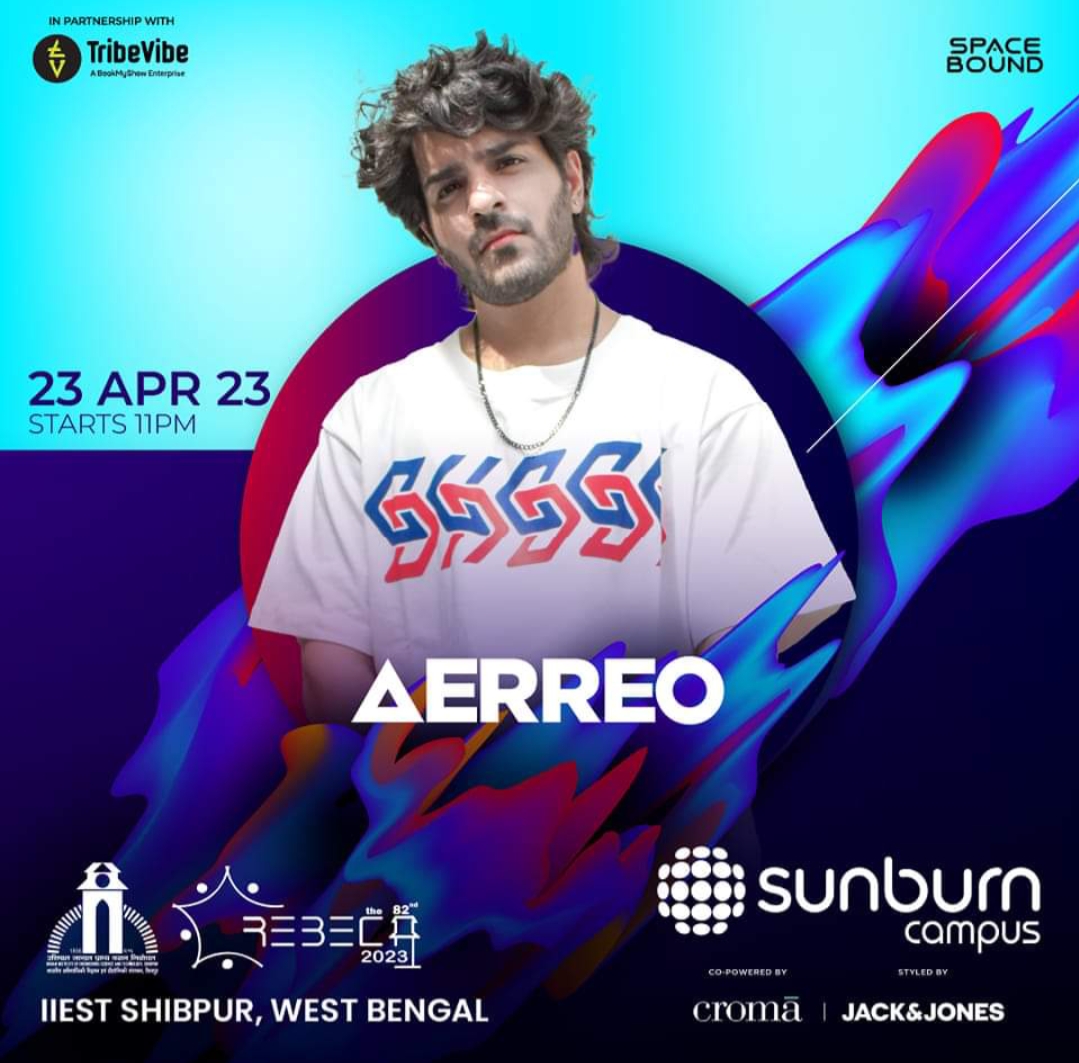 IN PARTNERSHIP WITH
TribeVibe
A BookMyShow Enterprise
SPACE
BOUND
23 APR 23
STARTS 11PM
AERREO
the 82nd
REBECA
2023
sunburn
campus
CO-POWERED BY
STYLED BY
IIEST SHIBPUR, WEST BENGAL
cromā | JACK&JONES